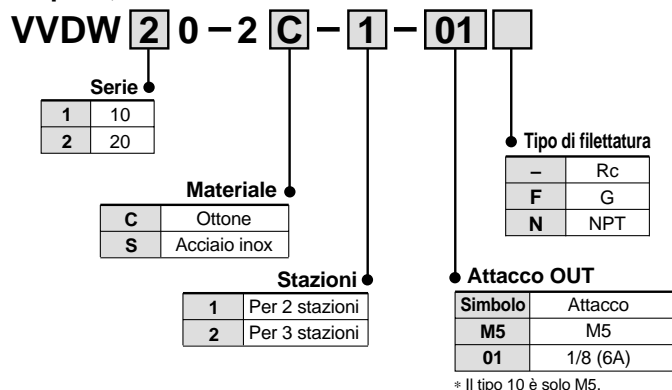 VVDW 2 0 – 2 C – 1 – 01
Serie
1 10
2 20
Tipo di filettatura
– Rc
F G
N NPT
Materiale
C Ottone
S Acciaio inox
Stazioni
1 Per 2 stazioni
2 Per 3 stazioni
Attacco OUT
Simbolo Attacco
M5 M5
01 1/8 (6A)
∗ Il tipo 10 è solo M5.